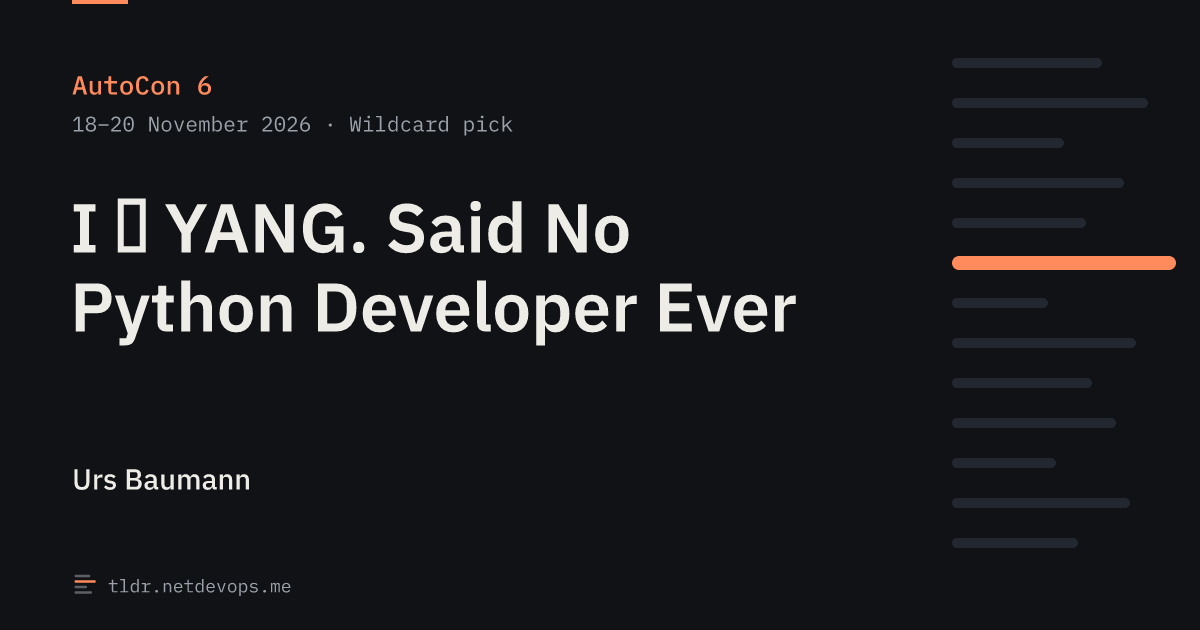 AutoCon 6
18–20 November 2026 · Wildcard pick
I ▯ YANG. Said No
Python Developer Ever
Urs Baumann
tldr.netdevops.me